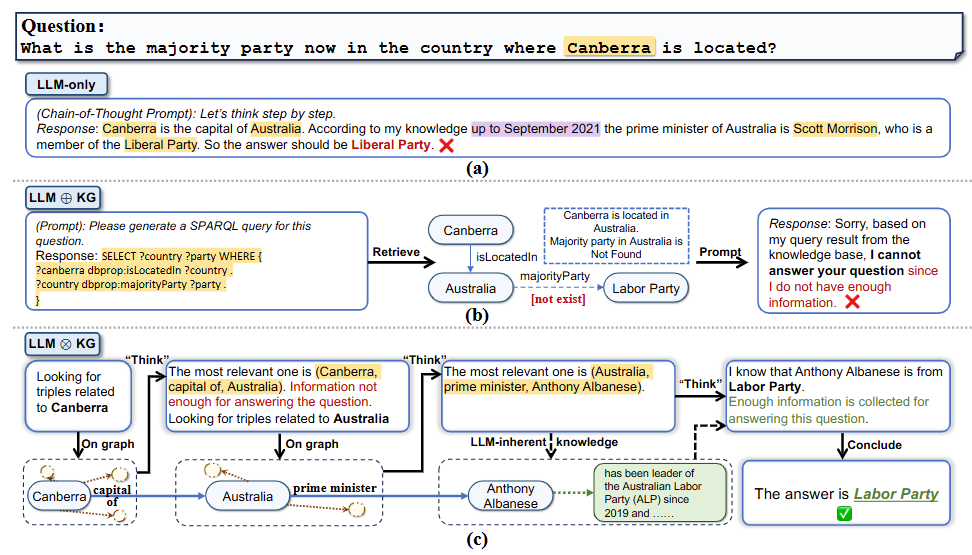 Question:
What is the majority party now in the country where Canberra is located?
LLM-only
(Chain-of-Thought Prompt): Let's think step by step.
Response: Canberra is the capital of Australia. According to my knowledge up to September 2021 the prime minister of Australia is Scott Morrison, who is a
member of the Liberal Party. So the answer should be Liberal Party. ❌
(a)
LLM ⊕ KG
(Prompt): Please generate a SPARQL query for this
question.
Response: SELECT ?country ?party WHERE {
?canberra dbprop:isLocatedIn ?country .
?country dbprop:majorityParty ?party .
}
Retrieve
Canberra
isLocatedIn
Australia
majorityParty
[not exist]
Labor Party
Canberra is located in
Australia.
Majority party in Australia is
Not Found
Prompt
Response: Sorry, based on
my query result from the
knowledge base, I cannot
answer your question since
I do not have enough
information. ❌
(b)
LLM ⊗ KG
Looking for
triples related
to Canberra
"Think"
The most relevant one is (Canberra,
capital of, Australia). Information not
enough for answering the question.
Looking for triples related to Australia
"Think"
The most relevant one is (Australia,
prime minister, Anthony Albanese).
"Think"
I know that Anthony Albanese is from
Labor Party.
Enough information is collected for
answering this question.
On graph
On graph
LLM-inherent knowledge
Conclude
Canberra
capital
of
Australia
prime minister
Anthony
Albanese
has been leader of
the Australian Labor
Party (ALP) since
2019 and ……
The answer is Labor Party
✅
(c)